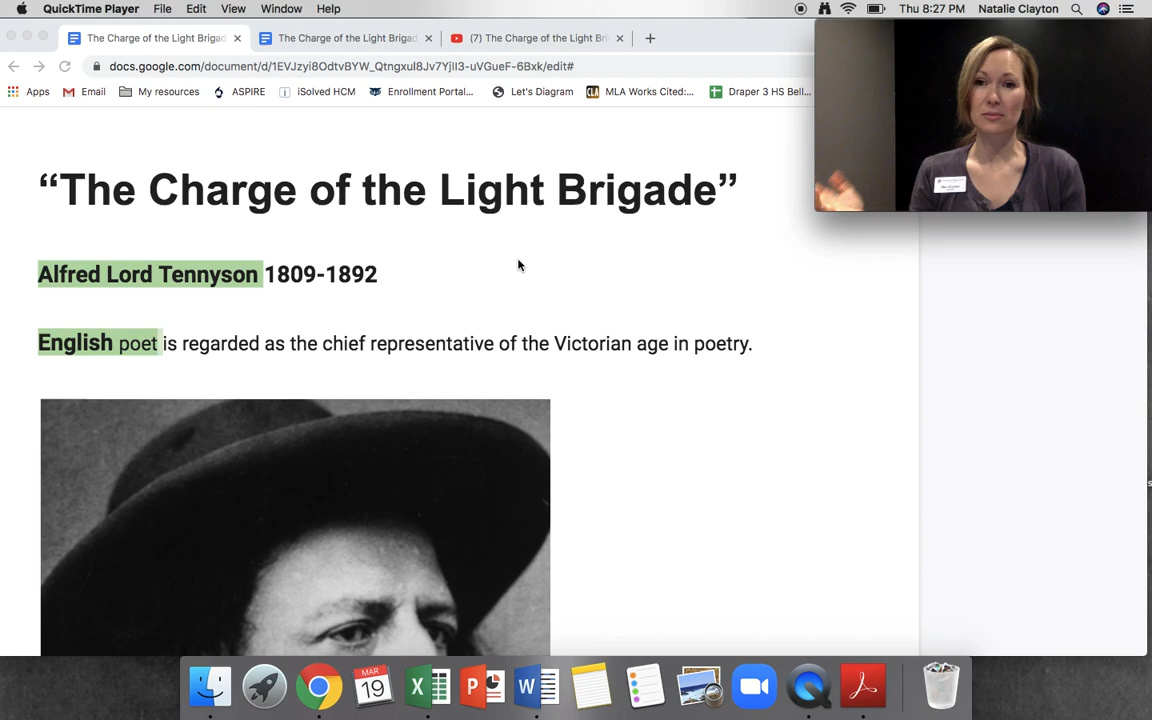 QuickTime Player File Edit View Window Help Thu 8:27 PM Natalie Clayton
The Charge of the Light Brigad The Charge of the Light Brigad (7) The Charge of the Light Br
docs.google.com/document/d/1EVJzyi8OdtvBYW_Qtngxul8Jv7YjlI3-uVGueF-6Bxk/edit#
Apps Email My resources ASPIRE iSolved HCM Enrollment Portal... Let's Diagram MLA Works Cited:... Draper 3 HS Bell...
“The Charge of the Light Brigade”
Alfred Lord Tennyson 1809-1892
English poet is regarded as the chief representative of the Victorian age in poetry.
MAR
19